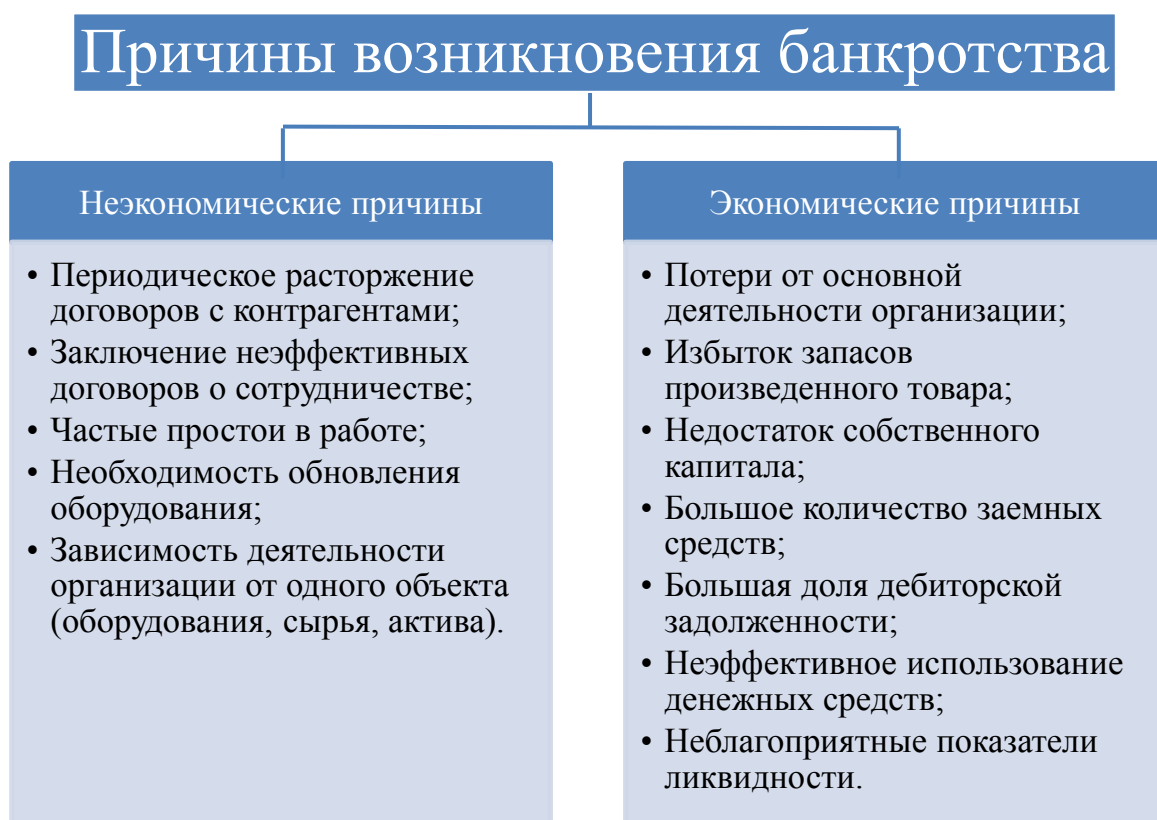 Причины возникновения банкротства
Неэкономические причины
• Периодическое расторжение
договоров с контрагентами;
• Заключение неэффективных
договоров о сотрудничестве;
• Частые простои в работе;
• Необходимость обновления
оборудования;
• Зависимость деятельности
организации от одного объекта
(оборудования, сырья, актива).
Экономические причины
• Потери от основной
деятельности организации;
• Избыток запасов
произведенного товара;
• Недостаток собственного
капитала;
• Большое количество заемных
средств;
• Большая доля дебиторской
задолженности;
• Неэффективное использование
денежных средств;
• Неблагоприятные показатели
ликвидности.